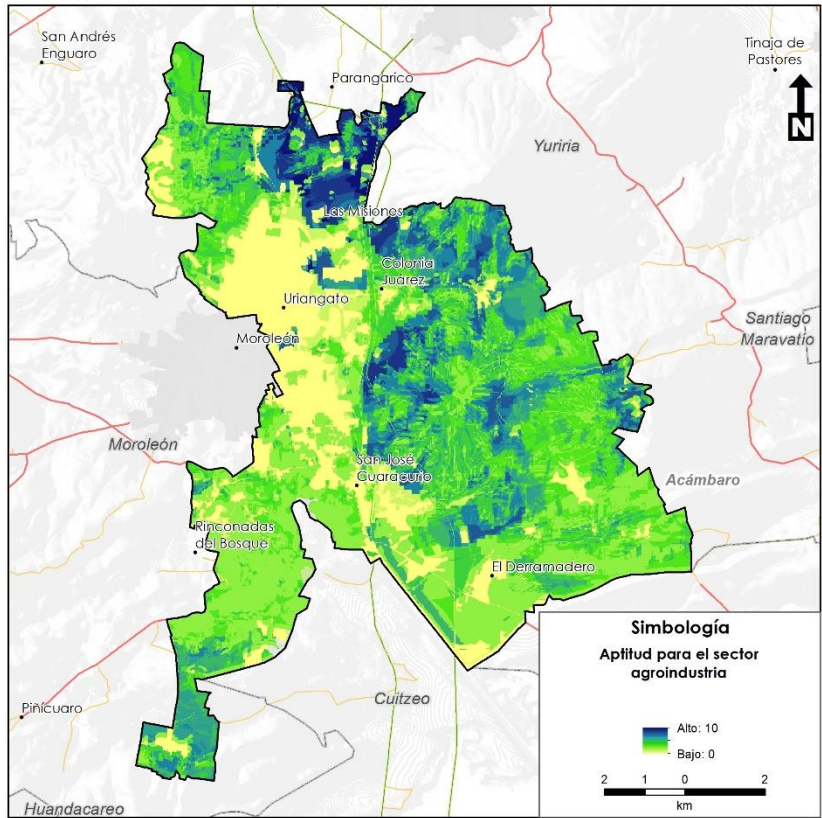 San Andrés
Enguaro
Tinaja de
Pastores
Parangarico
N
Yuriria
Las Misiones
Colonia
Juárez
Uriangato
Santiago
Maravatío
Moroleón
Moroleón
San José
Cuaracurio
Acámbaro
Rinconadas
del Bosque
El Derramadero
Simbología
Aptitud para el sector
agroindustria
Cuitzeo
Piñícuaro
Alto: 10
Bajo: 0
2 1 0 2
km
Huandacareo